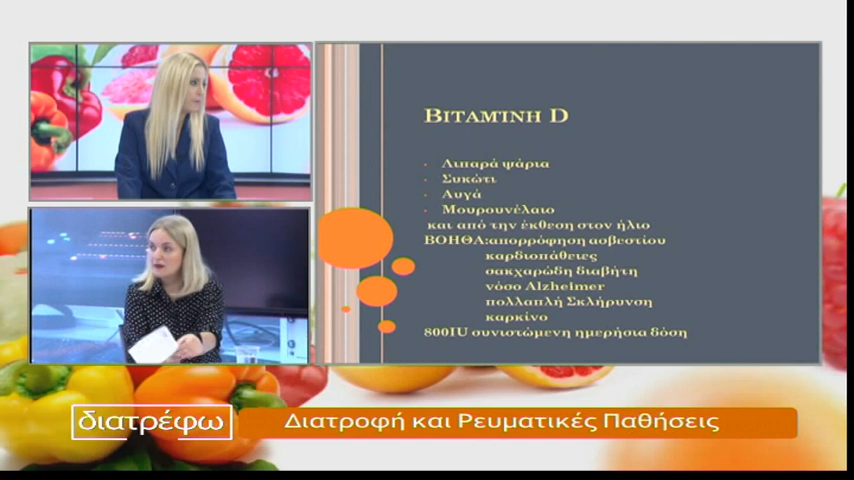 Βιταμίνη D
Λιπαρά ψάρια
Συκώτι
Αυγά
Μουρουνέλαιο
και από την έκθεση στον ήλιο
ΒΟΗΘΑ:απορρόφηση ασβεστίου
καρδιοπάθειες
σακχαρώδη διαβήτη
νόσο Alzheimer
πολλαπλή Σκλήρυνση
καρκίνο
800IU συνιστώμενη ημερήσια δόση
διατρέφω
Διατροφή και Ρευματικές Παθήσεις